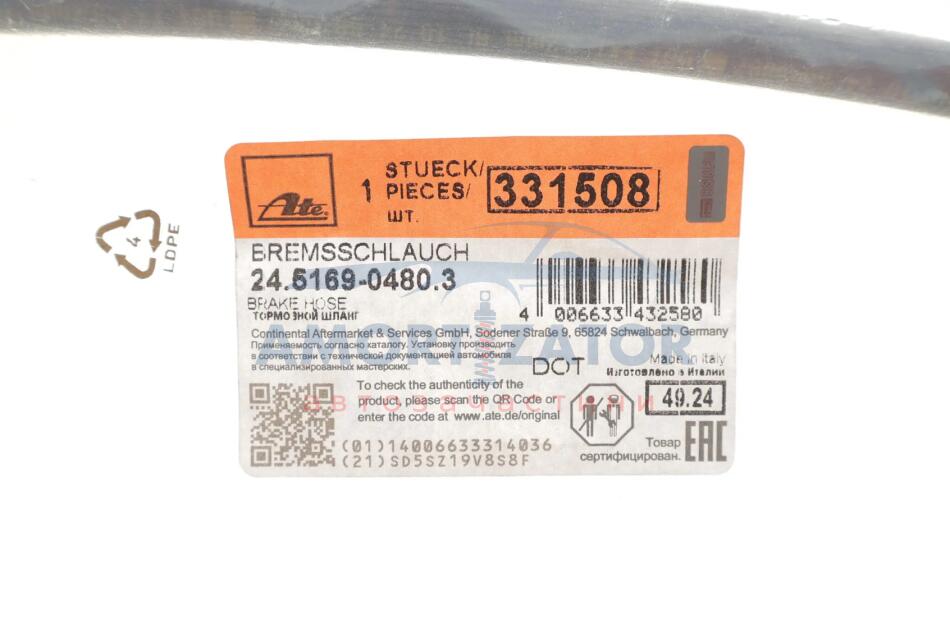 Ate
1
STUECK/
PIECES/
шт.
331508
BREMSSCHLAUCH
24.5169-0480.3
BRAKE HOSE
ТОРМОЗНОЙ ШЛАНГ
4 006633 432580
Continental Aftermarket & Services GmbH, Sodener Straße 9, 65824 Schwalbach, Germany
Применяемость согласно каталогу. Установку производить
в соответствии с технической документацией автомобиля
в специализированных мастерских.
DOT
Made in Italy
Изготовлено в Италии
49.24
To check the authenticity of the
product, please scan the QR Code or
enter the code at www.ate.de/original
(01)14006633314036
(21)SD5SZ19V8S8F
Товар
сертифицирован.
EAC
4
LDPE
AMORTIZATOR
автозапчасти